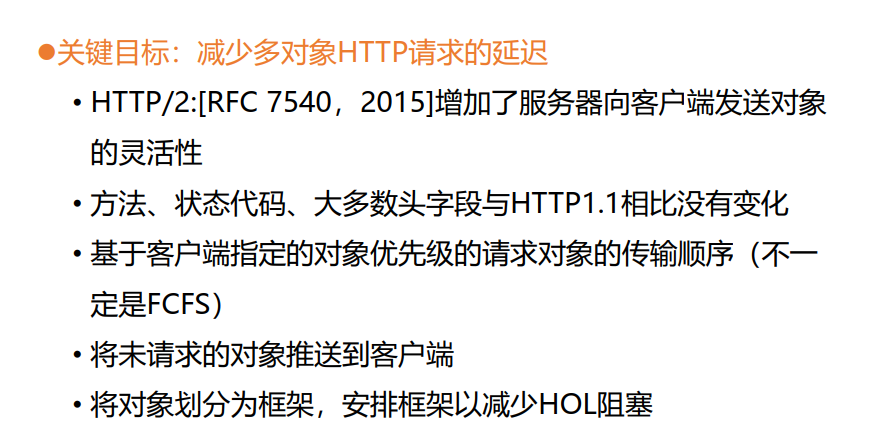 ●关键目标：减少多对象HTTP请求的延迟
• HTTP/2:[RFC 7540，2015]增加了服务器向客户端发送对象
的灵活性
• 方法、状态代码、大多数头字段与HTTP1.1相比没有变化
• 基于客户端指定的对象优先级的请求对象的传输顺序（不一
定是FCFS）
• 将未请求的对象推送到客户端
• 将对象划分为框架，安排框架以减少HOL阻塞